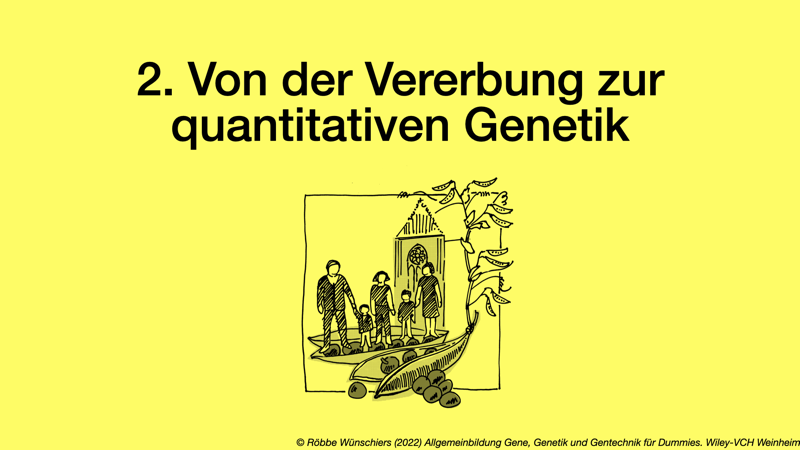 2. Von der Vererbung zur
quantitativen Genetik
© Röbbe Wünschiers (2022) Allgemeinbildung Gene, Genetik und Gentechnik für Dummies. Wiley-VCH Weinheim